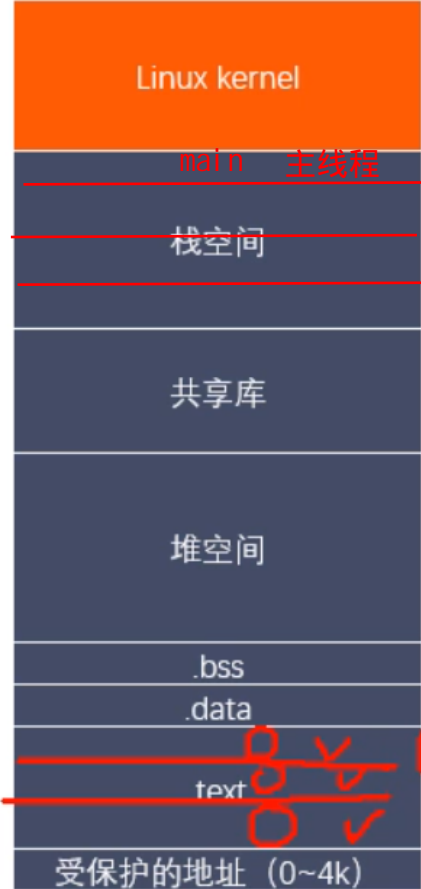 Linux kernel
main 主线程
栈空间
共享库
堆空间
.bss
.data
text
受保护的地址（0~4k）